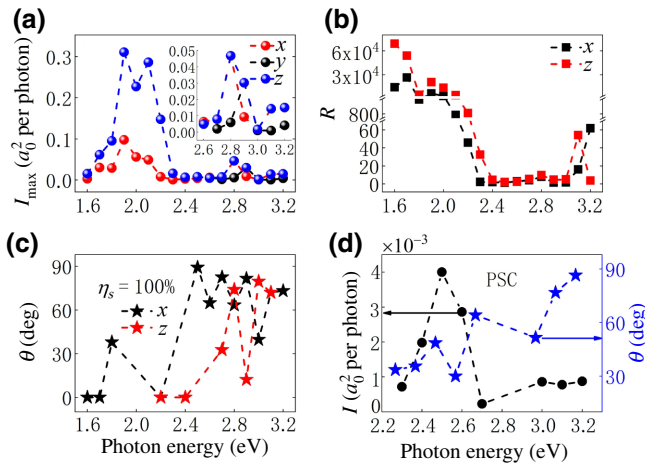 (a)
I_max (a_0^2 per photon)
0.3
0.2
0.1
0.0
1.6 2.0 2.4 2.8 3.2
x
y
z
0.05
0.04
0.03
0.02
0.01
0.00
2.6 2.8 3.0 3.2
(b)
R
6x10^4
3x10^4
800
60
40
20
0
1.6 2.0 2.4 2.8 3.2
x
z
(c)
θ (deg)
90
60
30
0
η_s = 100%
x
z
1.6 2.0 2.4 2.8 3.2
Photon energy (eV)
(d)
×10^−3
I (a_0^2 per photon)
4
3
2
1
0
PSC
90
60
30
0
θ (deg)
2.2 2.4 2.6 2.8 3.0 3.2
Photon energy (eV)